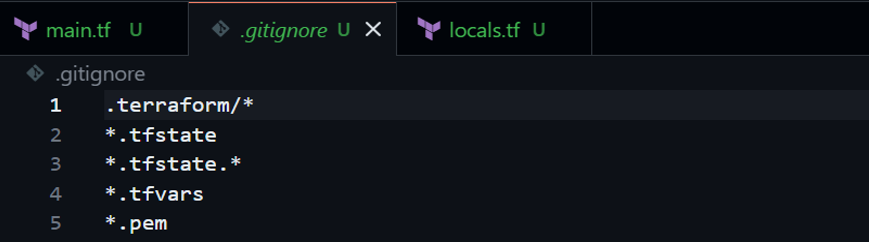 main.tf U .gitignore U locals.tf U
.gitignore
1 .terraform/*
2 *.tfstate
3 *.tfstate.*
4 *.tfvars
5 *.pem